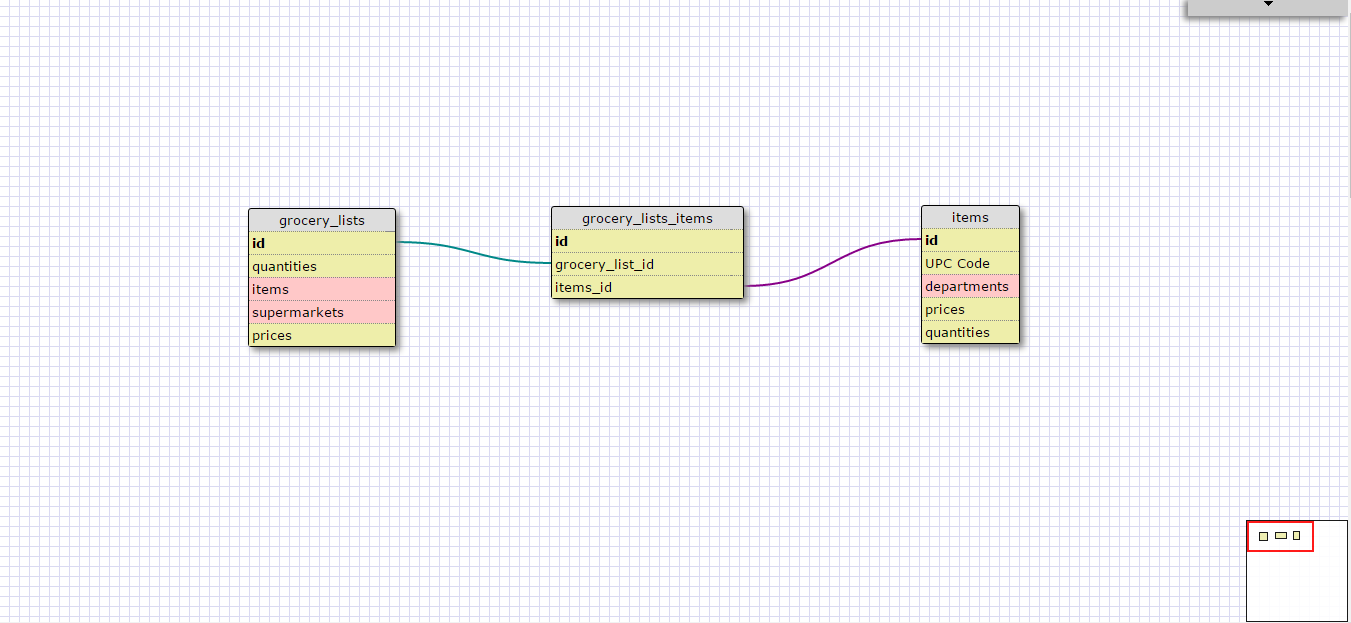 grocery_lists
id
quantities
items
supermarkets
prices
grocery_lists_items
id
grocery_list_id
items_id
items
id
UPC Code
departments
prices
quantities